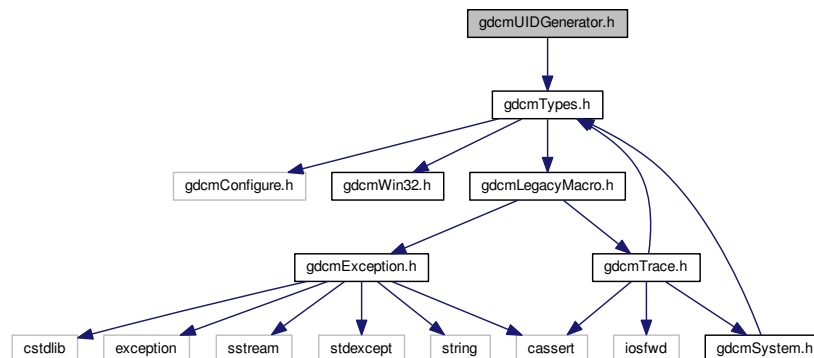 gdcmUIDGenerator.h
gdcmTypes.h
gdcmConfigure.h
gdcmWin32.h
gdcmLegacyMacro.h
gdcmException.h
gdcmTrace.h
cstdlib
exception
sstream
stdexcept
string
cassert
iosfwd
gdcmSystem.h